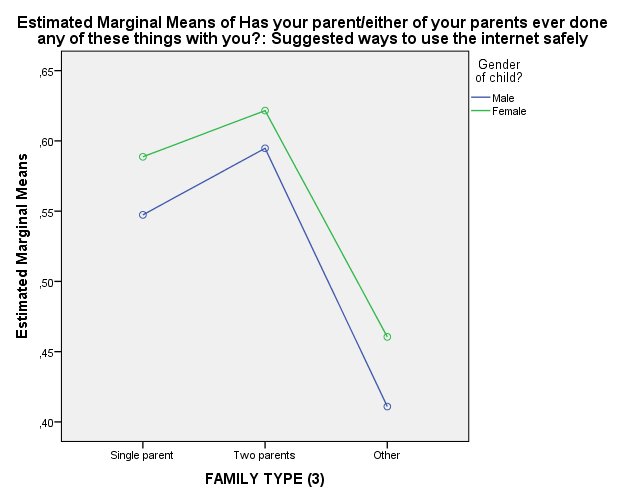 Estimated Marginal Means of Has your parent/either of your parents ever done
any of these things with you?: Suggested ways to use the internet safely
Gender
of child?
Male
Female
Estimated Marginal Means
,65
,60
,55
,50
,45
,40
Single parent
Two parents
Other
FAMILY TYPE (3)